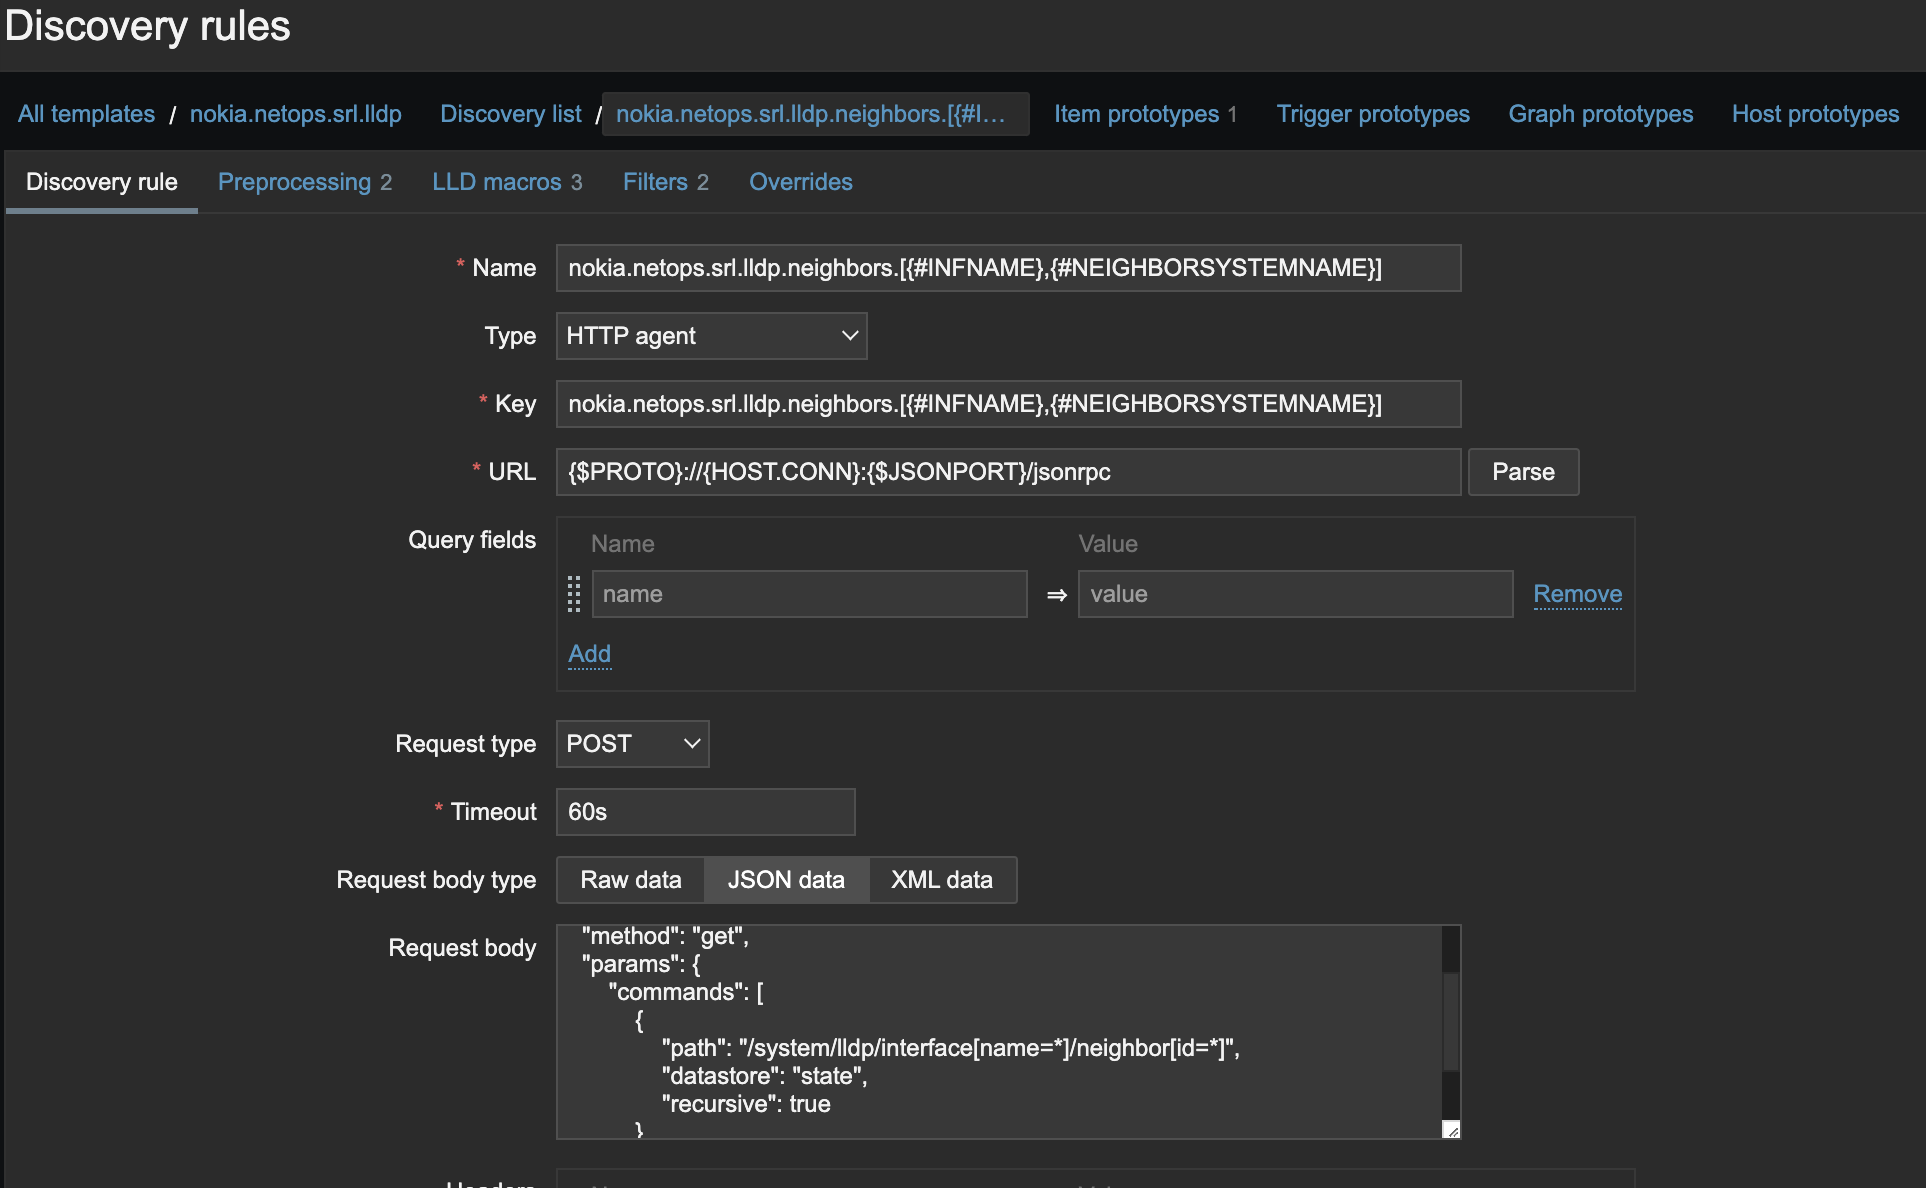 Discovery rules
All templates / nokia.netops.srl.lldp Discovery list / nokia.netops.srl.lldp.neighbors.[{#I... Item prototypes 1 Trigger prototypes Graph prototypes Host prototypes
Discovery rule Preprocessing 2 LLD macros 3 Filters 2 Overrides
* Name nokia.netops.srl.lldp.neighbors.[{#INFNAME},{#NEIGHBORSYSTEMNAME}]
Type HTTP agent
* Key nokia.netops.srl.lldp.neighbors.[{#INFNAME},{#NEIGHBORSYSTEMNAME}]
* URL {$PROTO}://{HOST.CONN}:{$JSONPORT}/jsonrpc Parse
Query fields Name Value
name ⇒ value Remove
Add
Request type POST
* Timeout 60s
Request body type Raw data JSON data XML data
Request body "method": "get",
"params": {
"commands": [
{
"path": "/system/lldp/interface[name=*]/neighbor[id=*]",
"datastore": "state",
"recursive": true
}